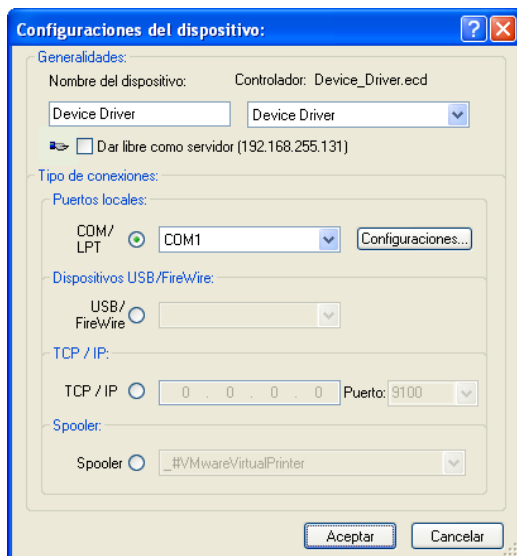 Configuraciones del dispositivo:
Generalidades:
Nombre del dispositivo: Controlador: Device_Driver.ecd
Device Driver Device Driver
Dar libre como servidor (192.168.255.131)
Tipo de conexiones:
Puertos locales:
COM/
LPT COM1 Configuraciones...
Dispositivos USB/FireWire:
USB/
FireWire
TCP / IP:
TCP / IP 0 . 0 . 0 . 0 Puerto: 9100
Spooler:
Spooler _#VMwareVirtualPrinter
Aceptar Cancelar